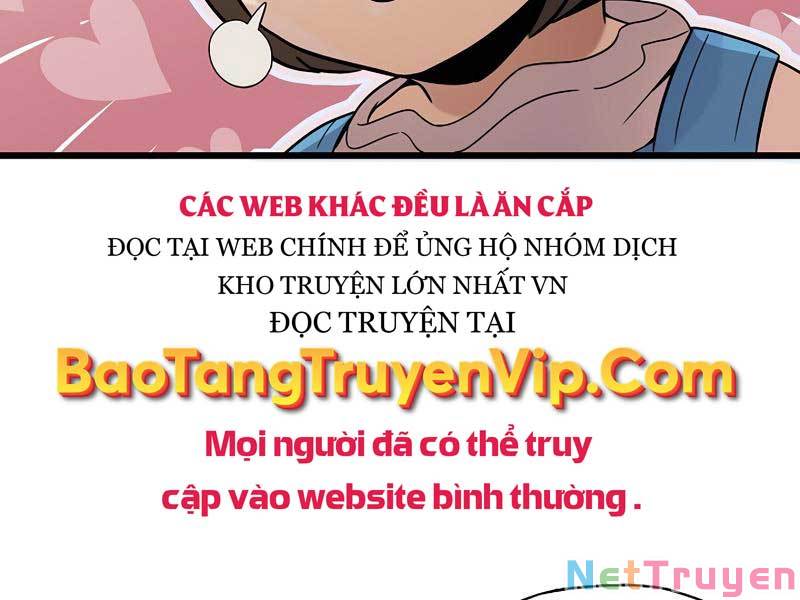 CÁC WEB KHÁC ĐỀU LÀ ĂN CẮP
ĐỌC TẠI WEB CHÍNH ĐỂ ỦNG HỘ NHÓM DỊCH
KHO TRUYỆN LỚN NHẤT VN
ĐỌC TRUYỆN TẠI
BaoTangTruyenVip.Com
Mọi người đã có thể truy
cập vào website bình thường .
NetTruyen